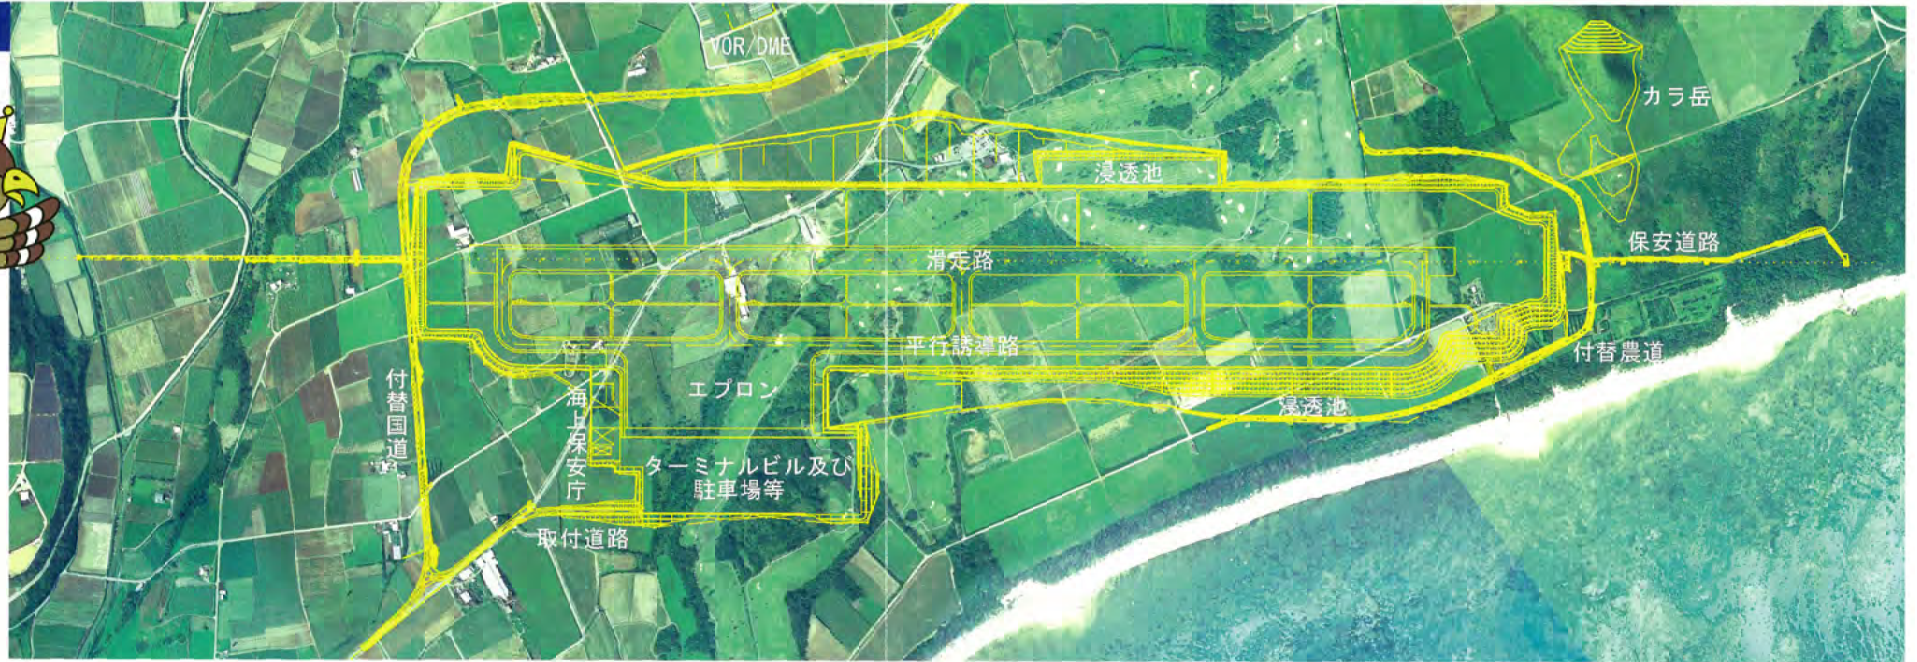 VOR/DME
カラ岳
浸透池
保安道路
滑走路
平行誘導路
付替農道
付替国道
海上保安庁
エプロン
浸透池
ターミナルビル及び
駐車場等
取付道路